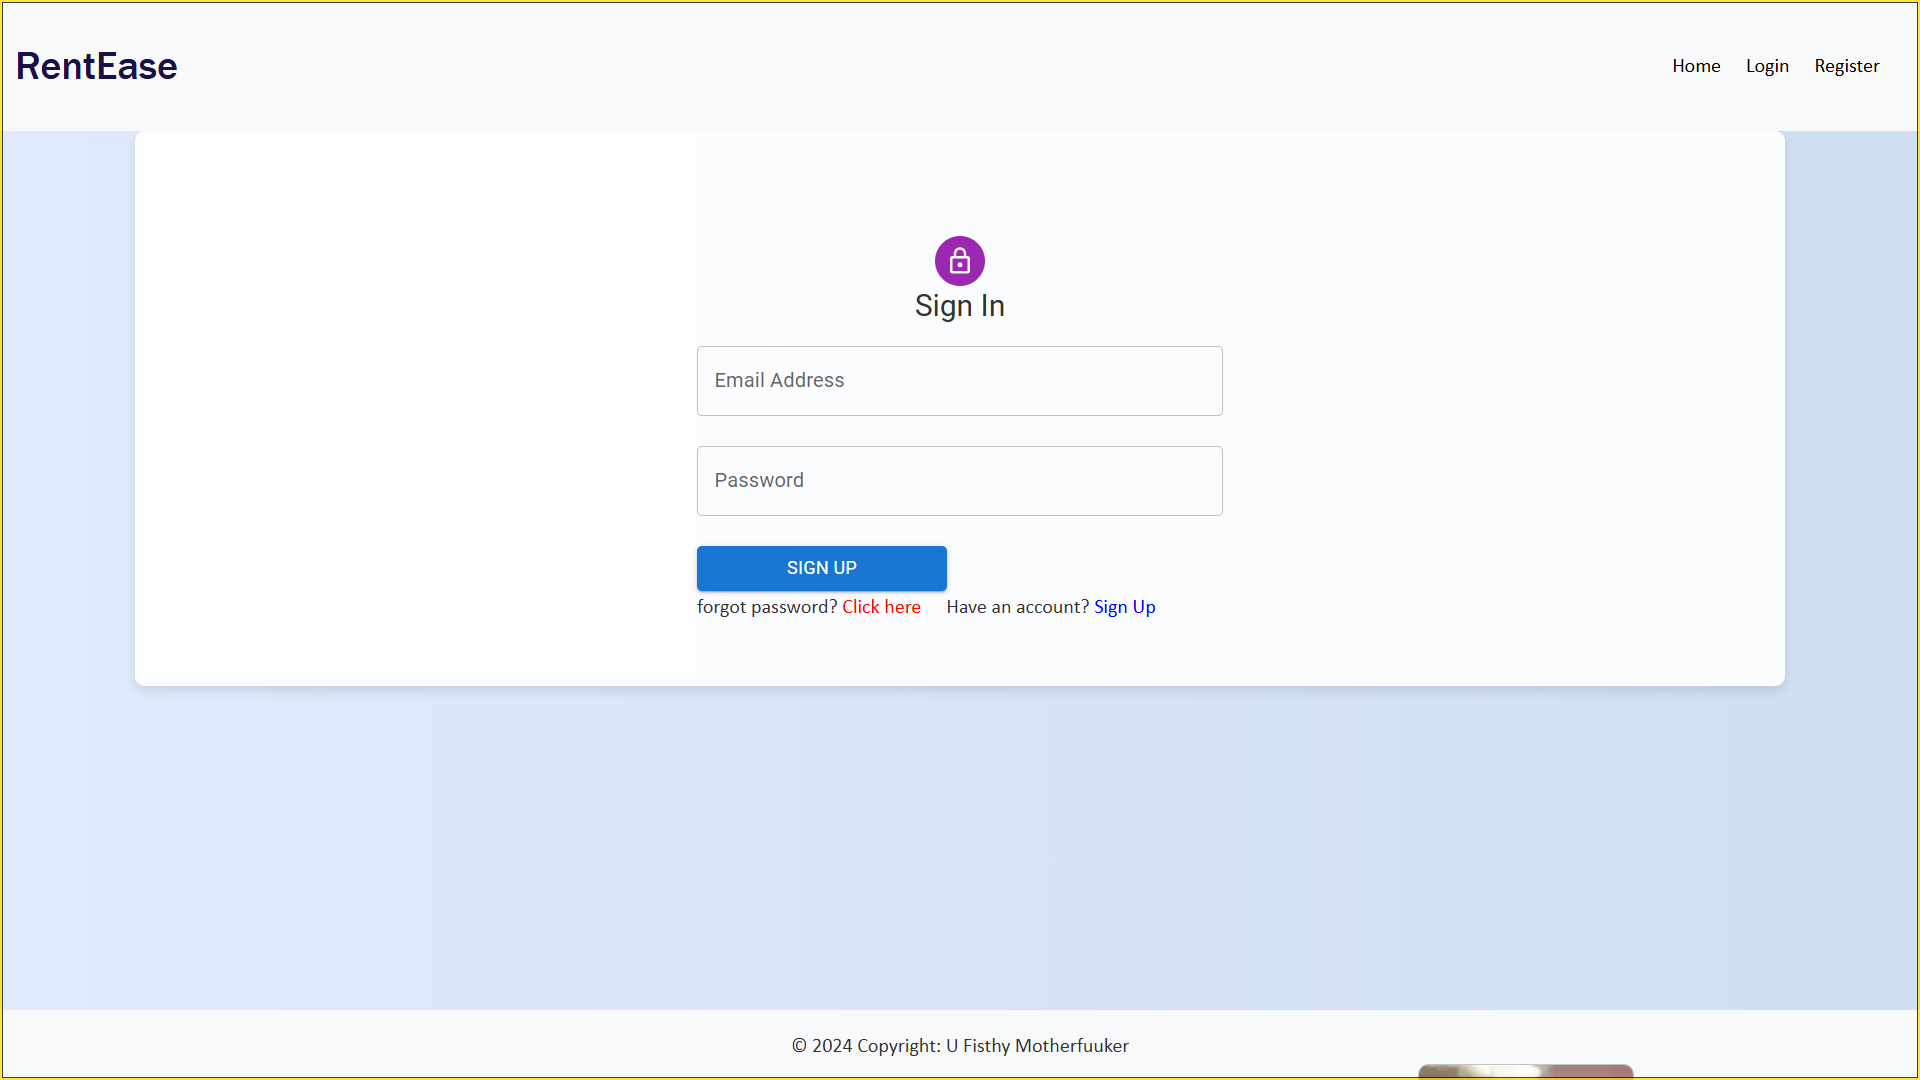 RentEase
Home Login Register
Sign In
Email Address
Password
SIGN UP
forgot password? Click here Have an account? Sign Up
© 2024 Copyright: U Fisthy Motherfuuker